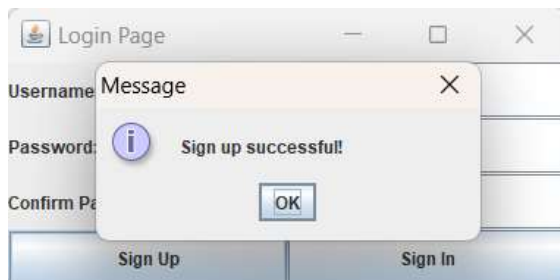 Login Page
Message
Username
Password:
Sign up successful!
Confirm Pa
OK
Sign Up
Sign In